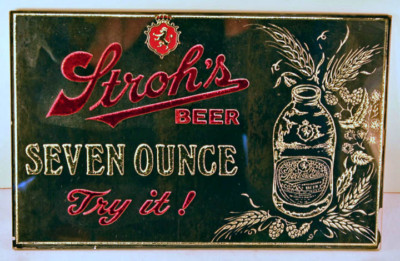 Stroh's
BEER
SEVEN OUNCE
Try it!